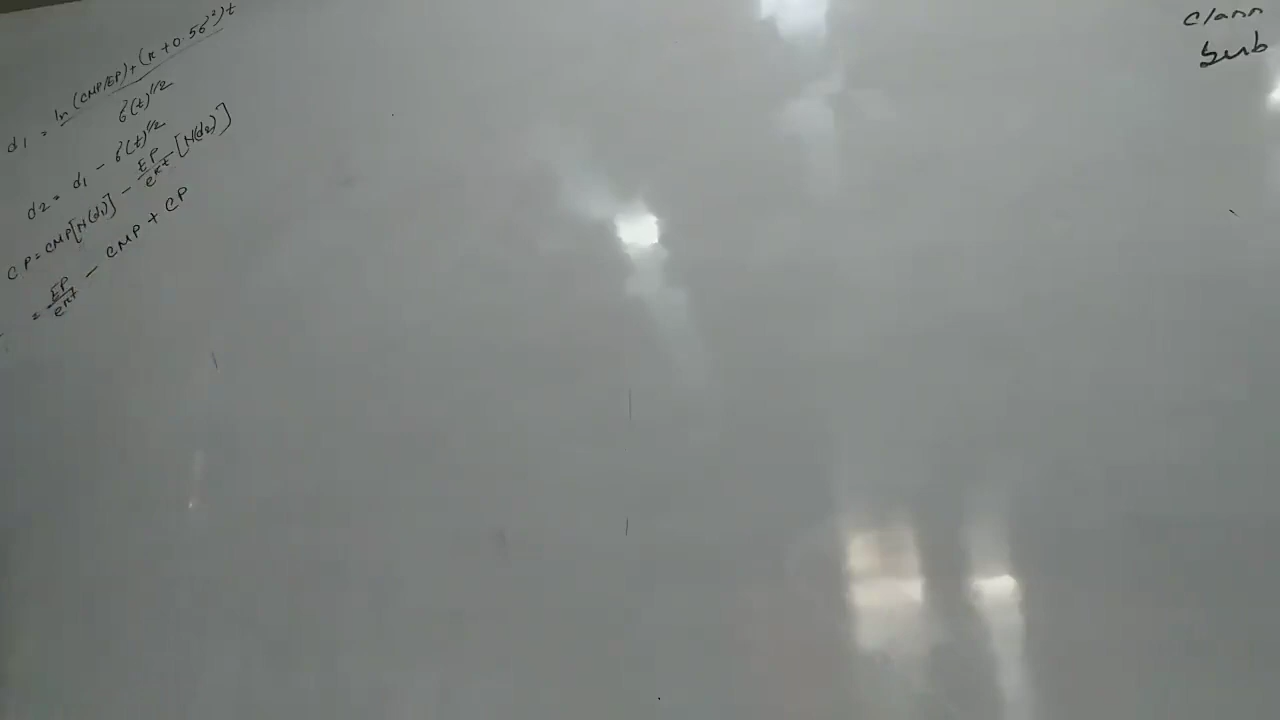 d1 = ln (CMP/EP) + (r + 0.5σ²)t
σ(t)^1/2
d2 = d1 - σ(t)^1/2
CP = CMP[N(d1)] - EP/e^rt [N(d2)]
= EP/e^rt - CMP + CP
Class
Sub